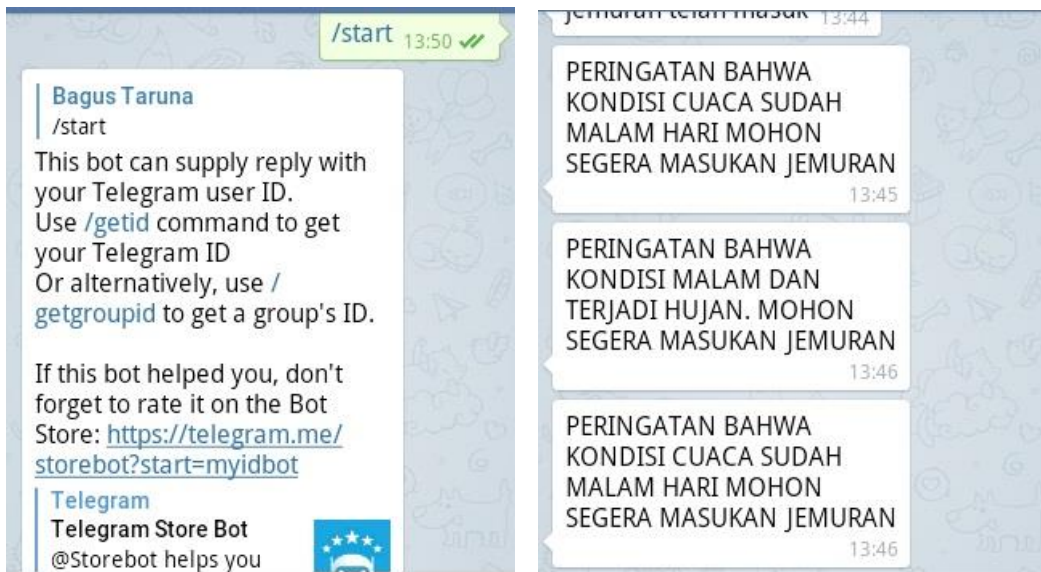 /start 13:50
Bagus Taruna
/start
This bot can supply reply with
your Telegram user ID.
Use /getid command to get
your Telegram ID
Or alternatively, use /
getgroupid to get a group's ID.
If this bot helped you, don't
forget to rate it on the Bot
Store: https://telegram.me/
storebot?start=myidbot
Telegram
Telegram Store Bot
@Storebot helps you
jemuran telah masuk 13:44
PERINGATAN BAHWA
KONDISI CUACA SUDAH
MALAM HARI MOHON
SEGERA MASUKAN JEMURAN
13:45
PERINGATAN BAHWA
KONDISI MALAM DAN
TERJADI HUJAN. MOHON
SEGERA MASUKAN JEMURAN
13:46
PERINGATAN BAHWA
KONDISI CUACA SUDAH
MALAM HARI MOHON
SEGERA MASUKAN JEMURAN
13:46